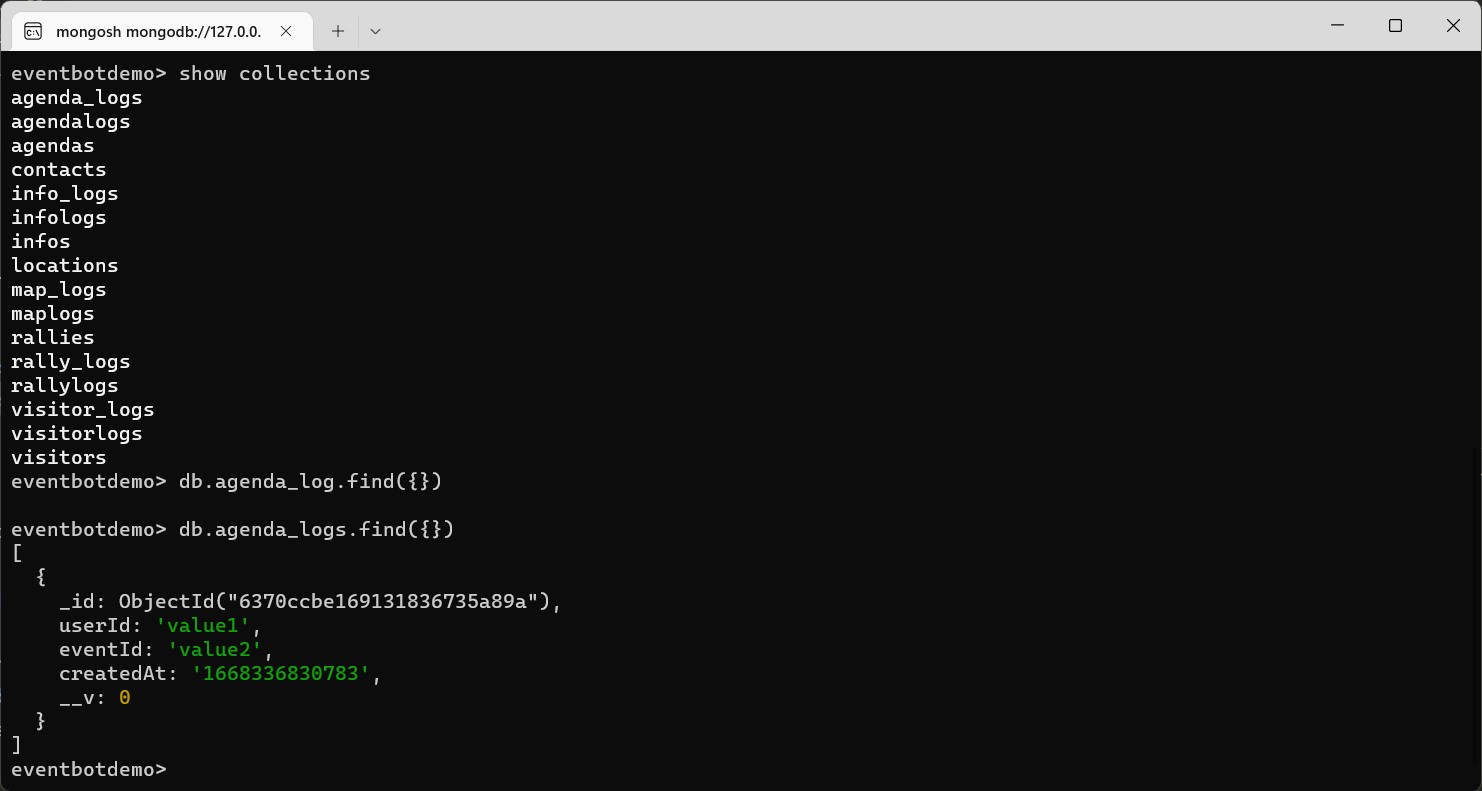 mongosh mongodb://127.0.0.
eventbotdemo> show collections
agenda_logs
agendalogs
agendas
contacts
info_logs
infologs
infos
locations
map_logs
maplogs
rallies
rally_logs
rallylogs
visitor_logs
visitorlogs
visitors
eventbotdemo> db.agenda_log.find({})

eventbotdemo> db.agenda_logs.find({})
[
  {
    _id: ObjectId("6370ccbe169131836735a89a"),
    userId: 'value1',
    eventId: 'value2',
    createdAt: '1668336830783',
    __v: 0
  }
]
eventbotdemo>